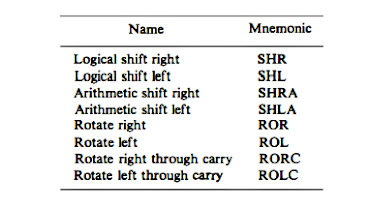 Name Mnemonic
Logical shift right SHR
Logical shift left SHL
Arithmetic shift right SHRA
Arithmetic shift left SHLA
Rotate right ROR
Rotate left ROL
Rotate right through carry RORC
Rotate left through carry ROLC